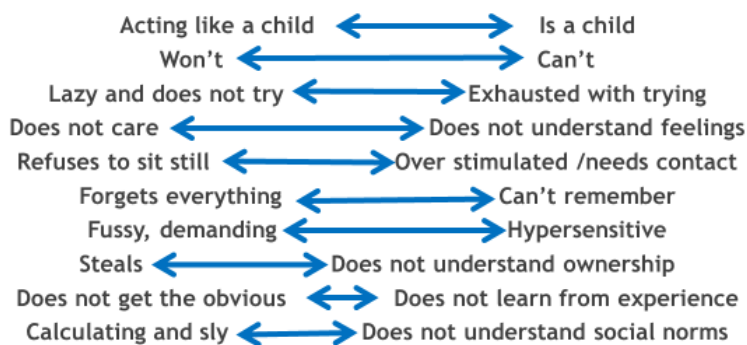 Acting like a child Is a child
Won't Can't
Lazy and does not try Exhausted with trying
Does not care Does not understand feelings
Refuses to sit still Over stimulated /needs contact
Forgets everything Can't remember
Fussy, demanding Hypersensitive
Steals Does not understand ownership
Does not get the obvious Does not learn from experience
Calculating and sly Does not understand social norms